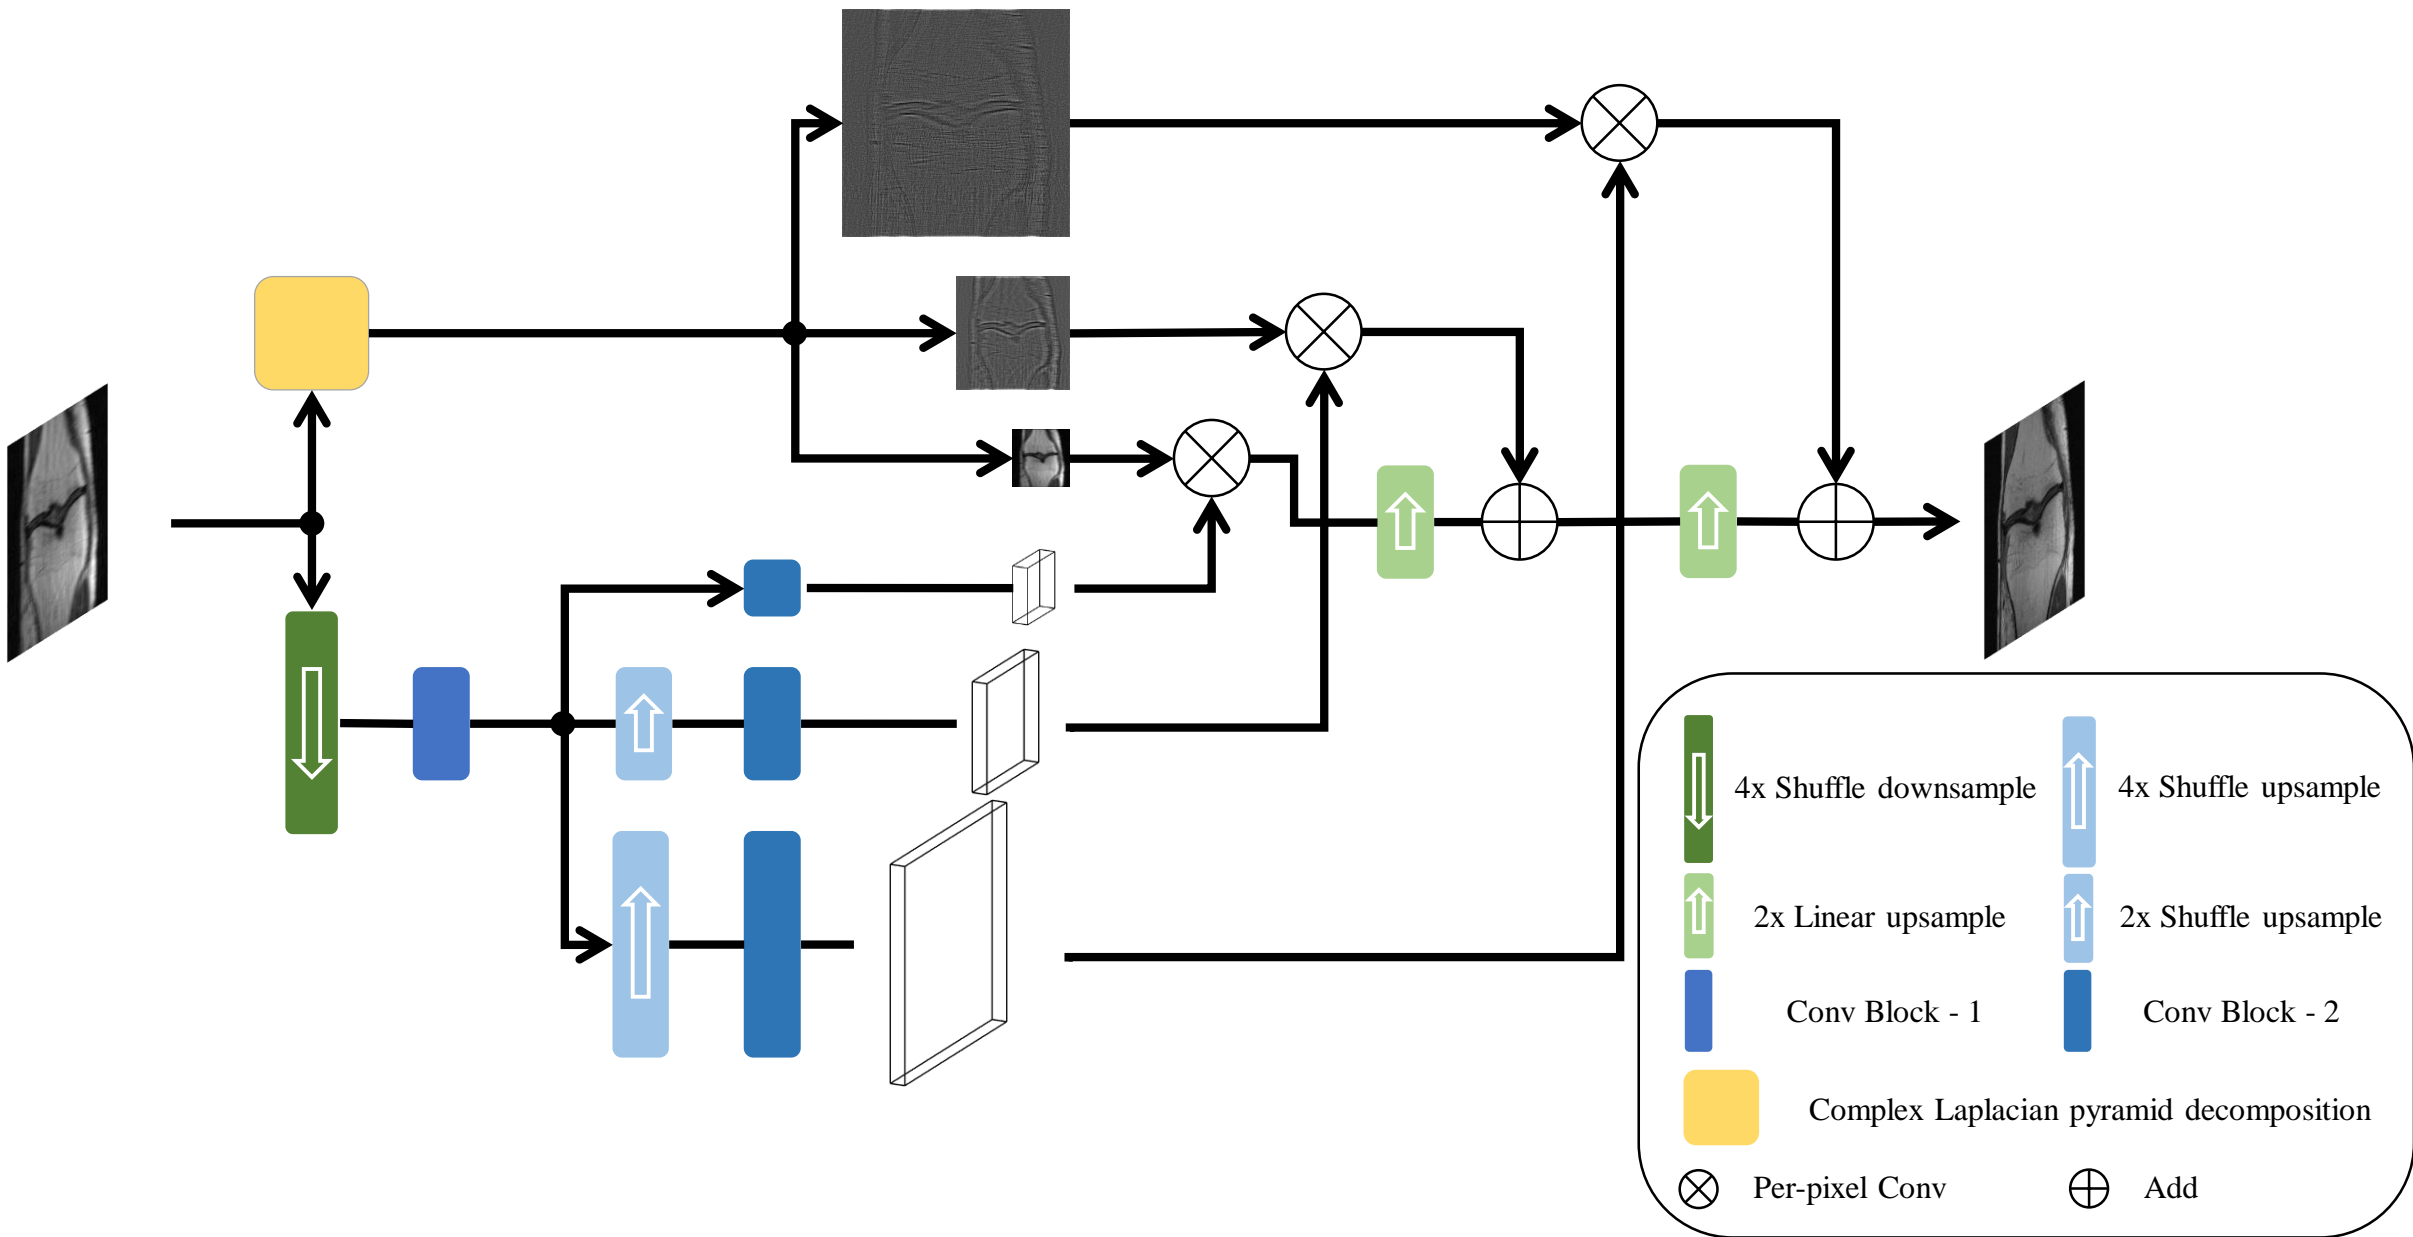 4x Shuffle downsample
4x Shuffle upsample
2x Linear upsample
2x Shuffle upsample
Conv Block - 1
Conv Block - 2
Complex Laplacian pyramid decomposition
Per-pixel Conv
Add